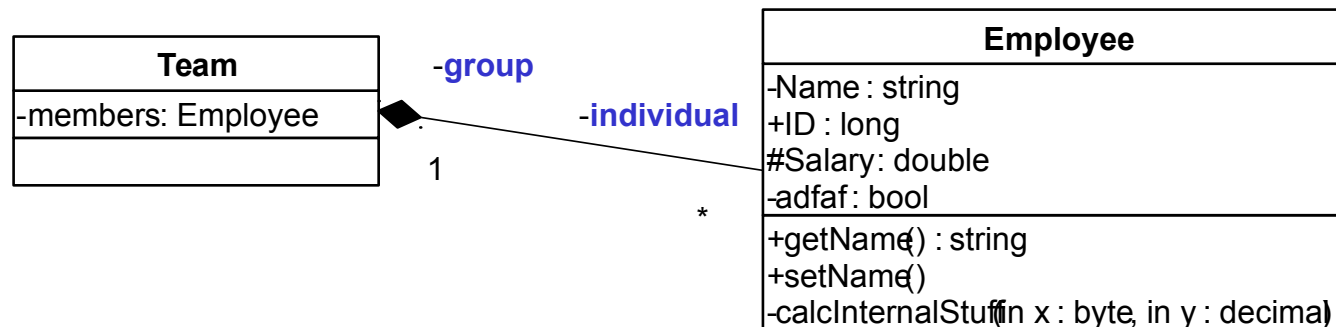 Team
-members: Employee
-group
1
-individual
*
Employee
-Name : string
+ID : long
#Salary : double
-adfaf : bool
+getName() : string
+setName()
-calcInternalStuff(in x : byte, in y : decimal)